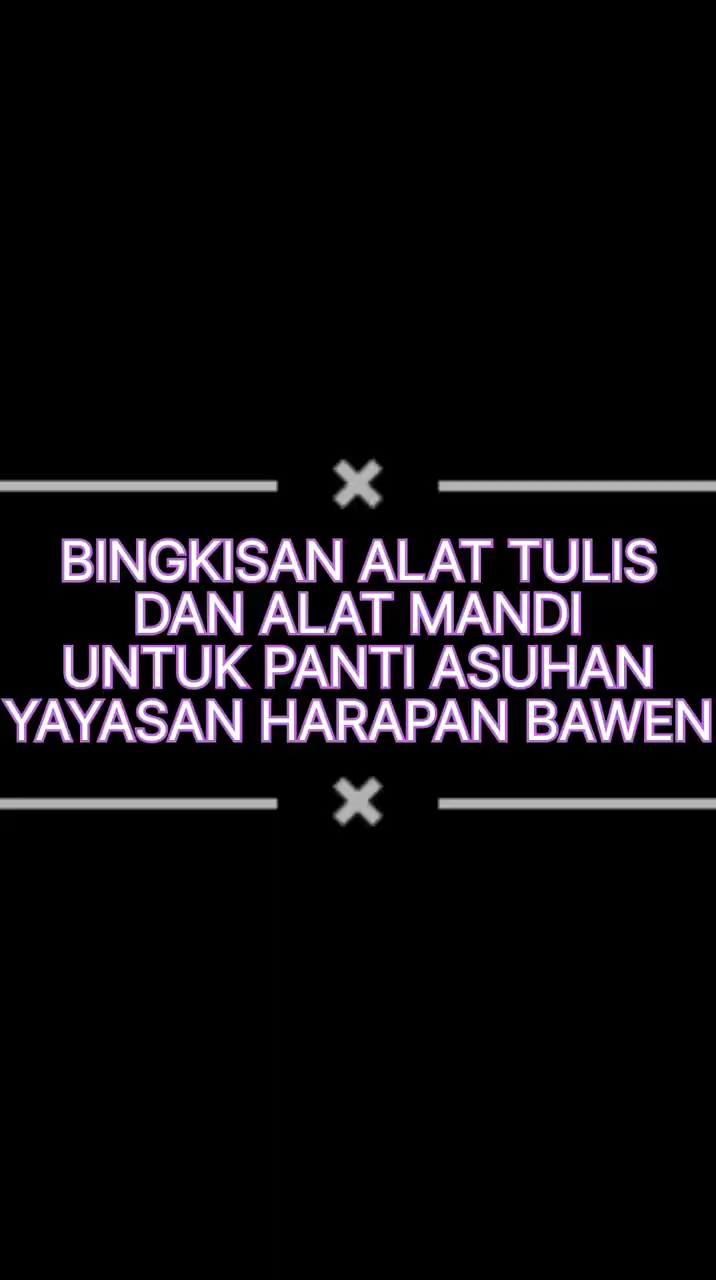 BINGKISAN ALAT TULIS
DAN ALAT MANDI
UNTUK PANTI ASUHAN
YAYASAN HARAPAN BAWEN